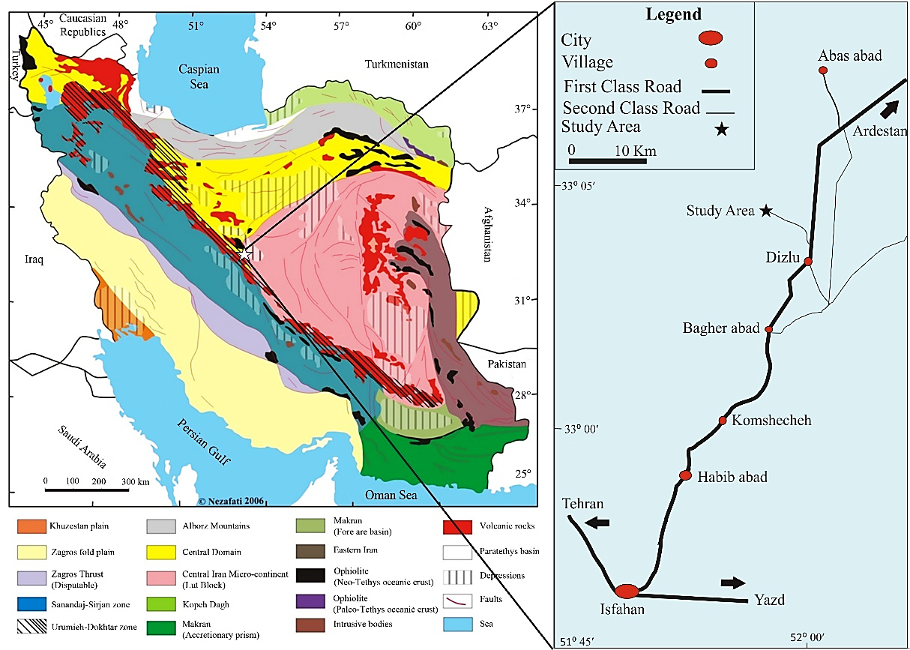 45°
48°
51°
57°
60°
63°
Caucasian
Republics
Turkey
Caspian
Sea
Turkmenistan
37°
34°
Afghanistan
Iraq
31°
Pakistan
28°
Persian Gulf
Saudi Arabia
25°
0 100 200 300 km
© Nezafati 2006
Oman Sea
Khuzestan plain
Zagros fold plain
Zagros Thrust
(Disputable)
Sanandaj-Sirjan zone
Urumieh-Dokhtar zone
Alborz Mountains
Central Domain
Central Iran Micro-continent
(Lut Block)
Kopeh Dagh
Makran
(Accretionary prism)
Makran
(Fore arc basin)
Eastern Iran
Ophiolite
(Neo-Tethys oceanic crust)
Ophiolite
(Paleo-Tethys oceanic crust)
Intrusive bodies
Volcanic rocks
Paratethys basin
Depressions
Faults
Sea
Legend
City
Village
First Class Road
Second Class Road
Study Area
0 10 Km
Abas abad
Ardestan
33° 05'
Study Area
Dizlu
Bagher abad
33° 00'
Komshecheh
Habib abad
Tehran
Isfahan
Yazd
51° 45'
52° 00'